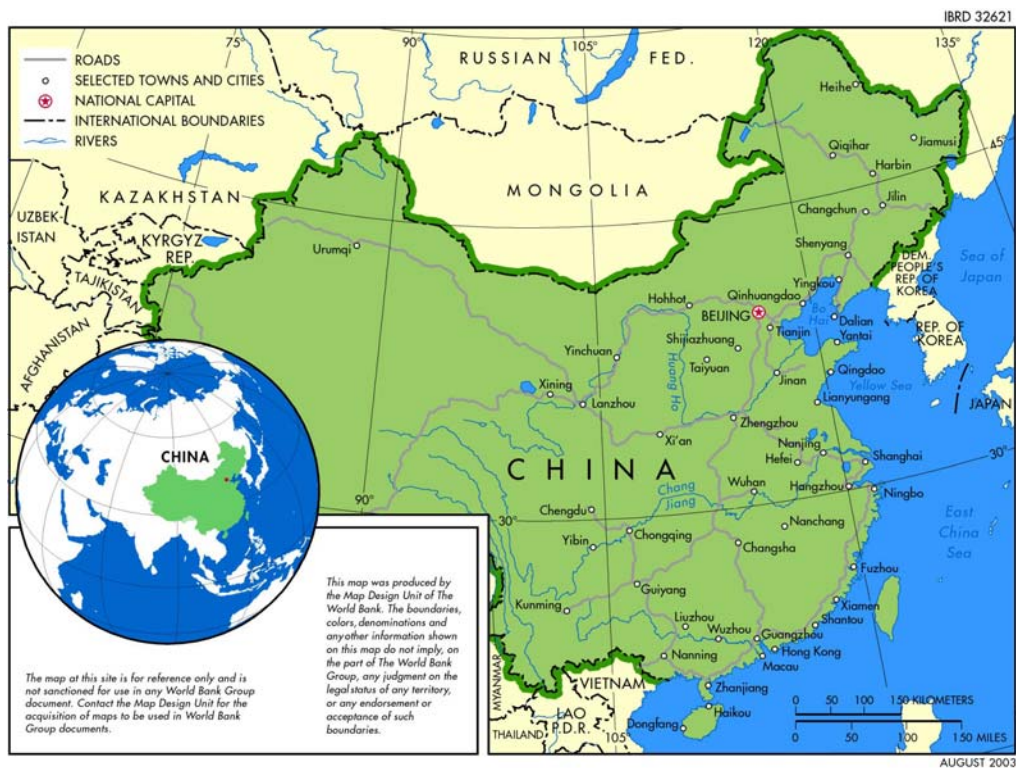 IBRD 32621
75°
90°
105°
120°
135°
ROADS
SELECTED TOWNS AND CITIES
NATIONAL CAPITAL
INTERNATIONAL BOUNDARIES
RIVERS
RUSSIAN FED.
Heihe
Jiamusi
Qiqihar
45°
Harbin
KAZAKHSTAN
MONGOLIA
Jilin
Changchun
UZBEK-
ISTAN
KYRGYZ
REP.
Urumqi
Shenyang
DEM.
PEOPLE'S
REP. OF
KOREA
Sea of
Japan
TAJIKISTAN
Yingkou
Hohhot
Qinhuangdao
BEIJING
Bo
Hai
Dalian
Tianjin
Yantai
REP. OF
KOREA
AFGHANISTAN
Shijiazhuang
Yinchuan
Taiyuan
Huang Ho
Jinan
Qingdao
Yellow Sea
Xining
Lanzhou
Lianyungang
JAPAN
Zhengzhou
Xi'an
Nanjing
Hefei
Shanghai
30°
CHINA
CHINA
Wuhan
Hangzhou
Ningbo
Chang
Jiang
90°
Chengdu
30°
Nanchang
East
China
Sea
Yibin
Chongqing
Changsha
Fuzhou
Guiyang
Kunming
Xiamen
Liuzhou
Shantou
Wuzhou
Guangzhou
Hong Kong
Nanning
Macau
MYANMAR
VIETNAM
Zhanjiang
Haikou
LAO
P.D.R.
Dongfang
THAILAND
105°
0 50 100 150 KILOMETERS
0 50 100 150 MILES
This map was produced by
the Map Design Unit of The
World Bank. The boundaries,
colors, denominations and
any other information shown
on this map do not imply, on
the part of The World Bank
Group, any judgment on the
legal status of any territory,
or any endorsement or
acceptance of such
boundaries.
The map at this site is for reference only and is
not sanctioned for use in any World Bank Group
document. Contact the Map Design Unit for the
acquisition of maps to be used in World Bank
Group documents.
AUGUST 2003